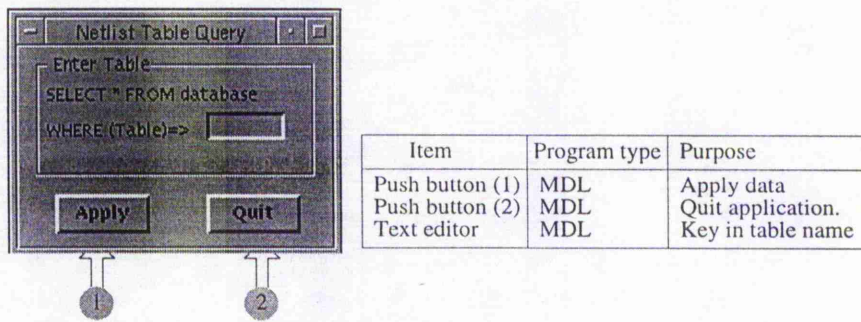 Netlist Table Query
Enter Table
SELECT * FROM database
WHERE (Table)=>
Apply
Quit
1
2
Item Program type Purpose
Push button (1) MDL Apply data
Push button (2) MDL Quit application.
Text editor MDL Key in table name